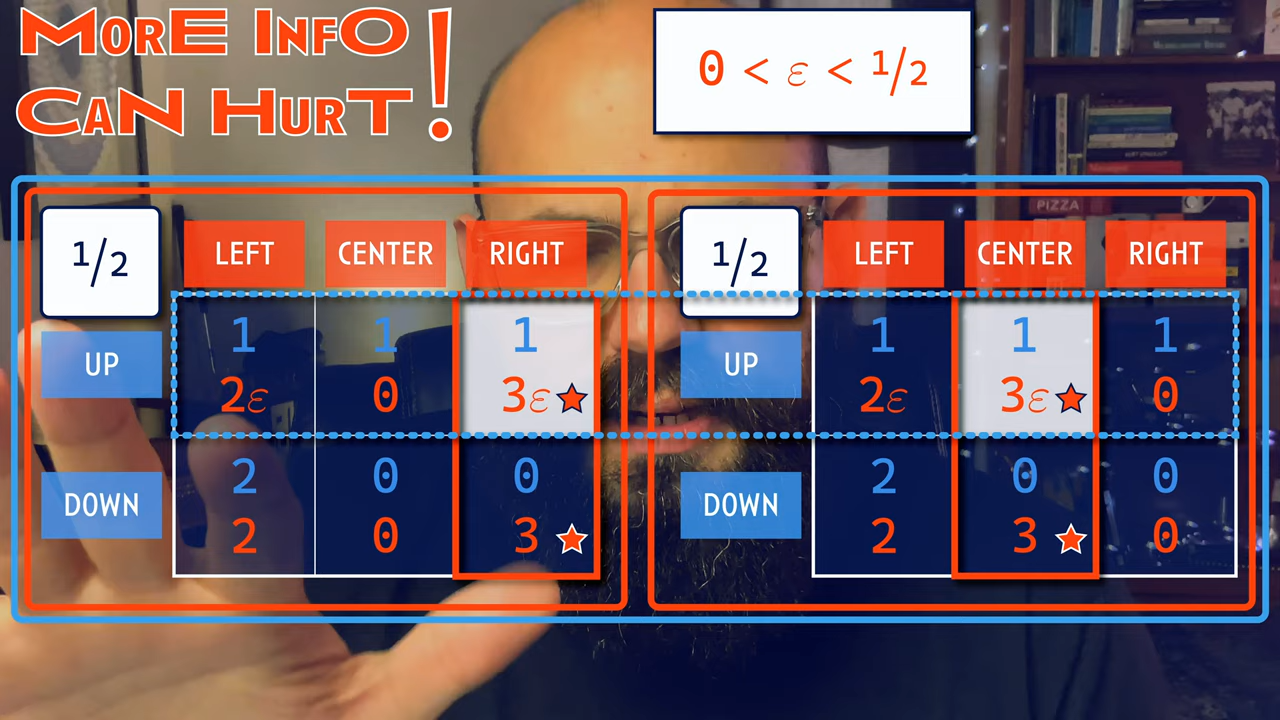 MORE INFO
CAN HURT!
0 < ε < 1/2
PIZZA
1/2 LEFT CENTER RIGHT
UP 1 1 1
2ε 0 3ε ★
DOWN 2 0 0
2 0 3 ★
1/2 LEFT CENTER RIGHT
UP 1 1 1
2ε 3ε ★ 0
DOWN 2 0 0
2 3 ★ 0